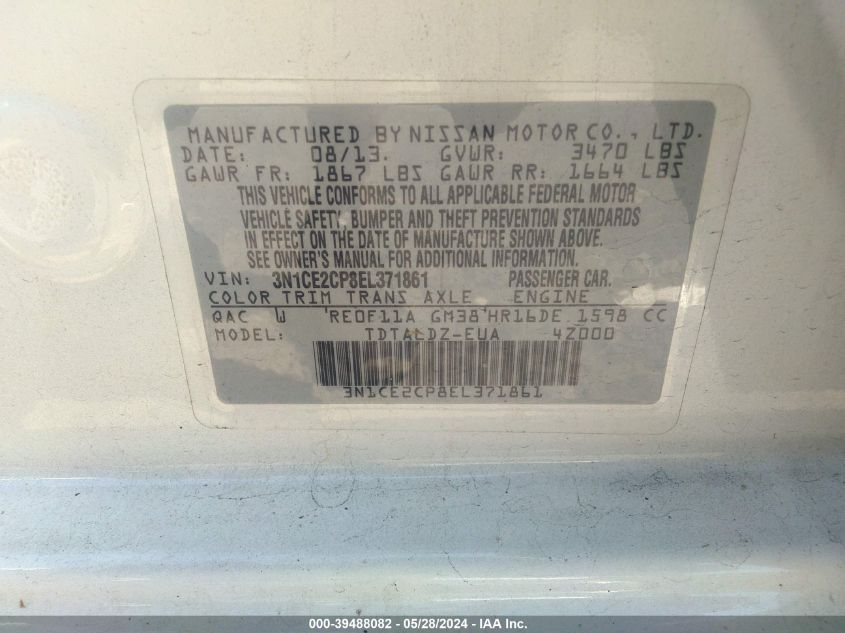 MANUFACTURED BY NISSAN MOTOR CO., LTD.
DATE: 08/13. GVWR: 3470 LBS
GAWR FR: 1867 LBS GAWR RR: 1664 LBS
THIS VEHICLE CONFORMS TO ALL APPLICABLE FEDERAL MOTOR
VEHICLE SAFETY, BUMPER AND THEFT PREVENTION STANDARDS
IN EFFECT ON THE DATE OF MANUFACTURE SHOWN ABOVE.
SEE OWNER'S MANUAL FOR ADDITIONAL INFORMATION.
VIN: 3N1CE2CP8EL371861 PASSENGER CAR.
COLOR TRIM TRANS AXLE ENGINE
QAC W 'RE0F11A GM38'HR16DE 1598 CC
MODEL: TDTALDZ-EUA 4Z000
3N1CE2CP8EL371861
000-39488082 / 05/28/2024 - IAA Inc.